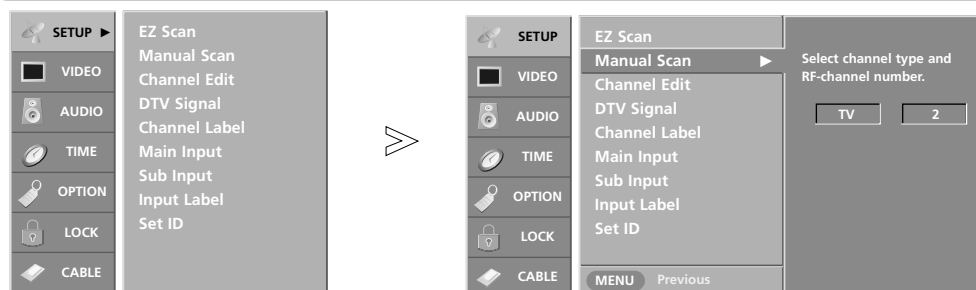 SETUP ►
VIDEO
AUDIO
TIME
OPTION
LOCK
CABLE
EZ Scan
Manual Scan
Channel Edit
DTV Signal
Channel Label
Main Input
Sub Input
Input Label
Set ID
>
SETUP
VIDEO
AUDIO
TIME
OPTION
LOCK
CABLE
EZ Scan
Manual Scan ►
Channel Edit
DTV Signal
Channel Label
Main Input
Sub Input
Input Label
Set ID
MENU Previous
Select channel type and
RF-channel number.
TV 2